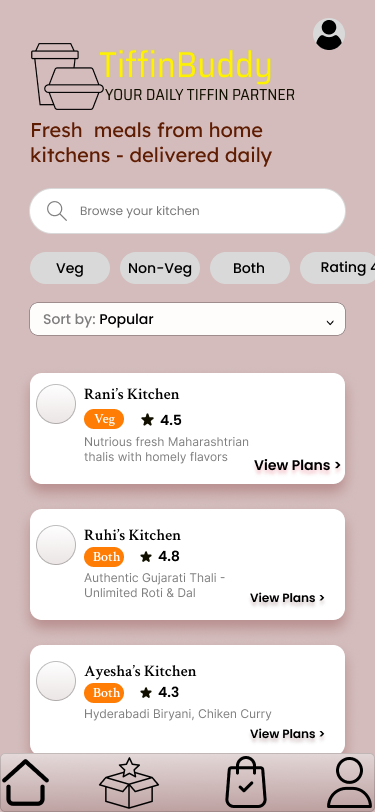 TiffinBuddy
YOUR DAILY TIFFIN PARTNER
Fresh meals from home
kitchens - delivered daily
Browse your kitchen
Veg Non-Veg Both Rating 4
Sort by: Popular
Rani's Kitchen
Veg ★ 4.5
Nutrious fresh Maharashtrian
thalis with homely flavors
View Plans >
Ruhi's Kitchen
Both ★ 4.8
Authentic Gujarati Thali -
Unlimited Roti & Dal
View Plans >
Ayesha's Kitchen
Both ★ 4.3
Hyderabadi Biryani, Chiken Curry
View Plans >